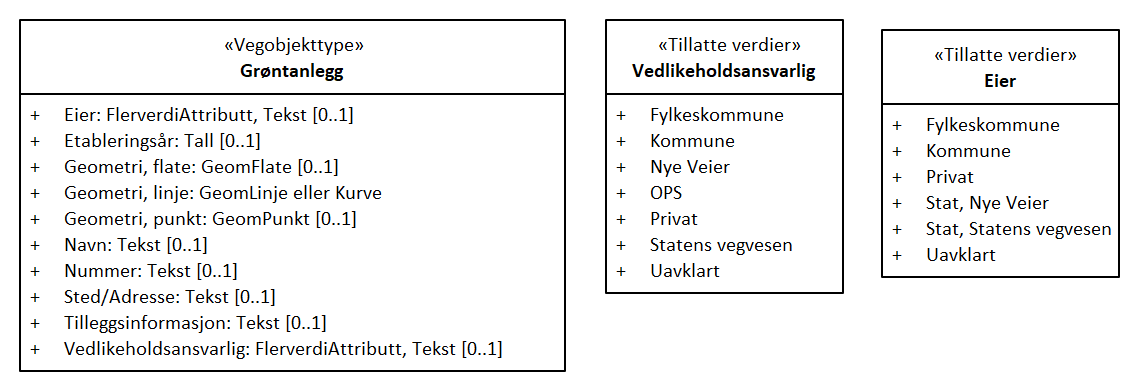 «Vegobjekttype»
Grøntanlegg
+ Eier: FlerverdiAttributt, Tekst [0..1]
+ Etableringsår: Tall [0..1]
+ Geometri, flate: GeomFlate [0..1]
+ Geometri, linje: GeomLinje eller Kurve
+ Geometri, punkt: GeomPunkt [0..1]
+ Navn: Tekst [0..1]
+ Nummer: Tekst [0..1]
+ Sted/Adresse: Tekst [0..1]
+ Tilleggsinformasjon: Tekst [0..1]
+ Vedlikeholdsansvarlig: FlerverdiAttributt, Tekst [0..1]
«Tillatte verdier»
Vedlikeholdsansvarlig
+ Fylkeskommune
+ Kommune
+ Nye Veier
+ OPS
+ Privat
+ Statens vegvesen
+ Uavklart
«Tillatte verdier»
Eier
+ Fylkeskommune
+ Kommune
+ Privat
+ Stat, Nye Veier
+ Stat, Statens vegvesen
+ Uavklart